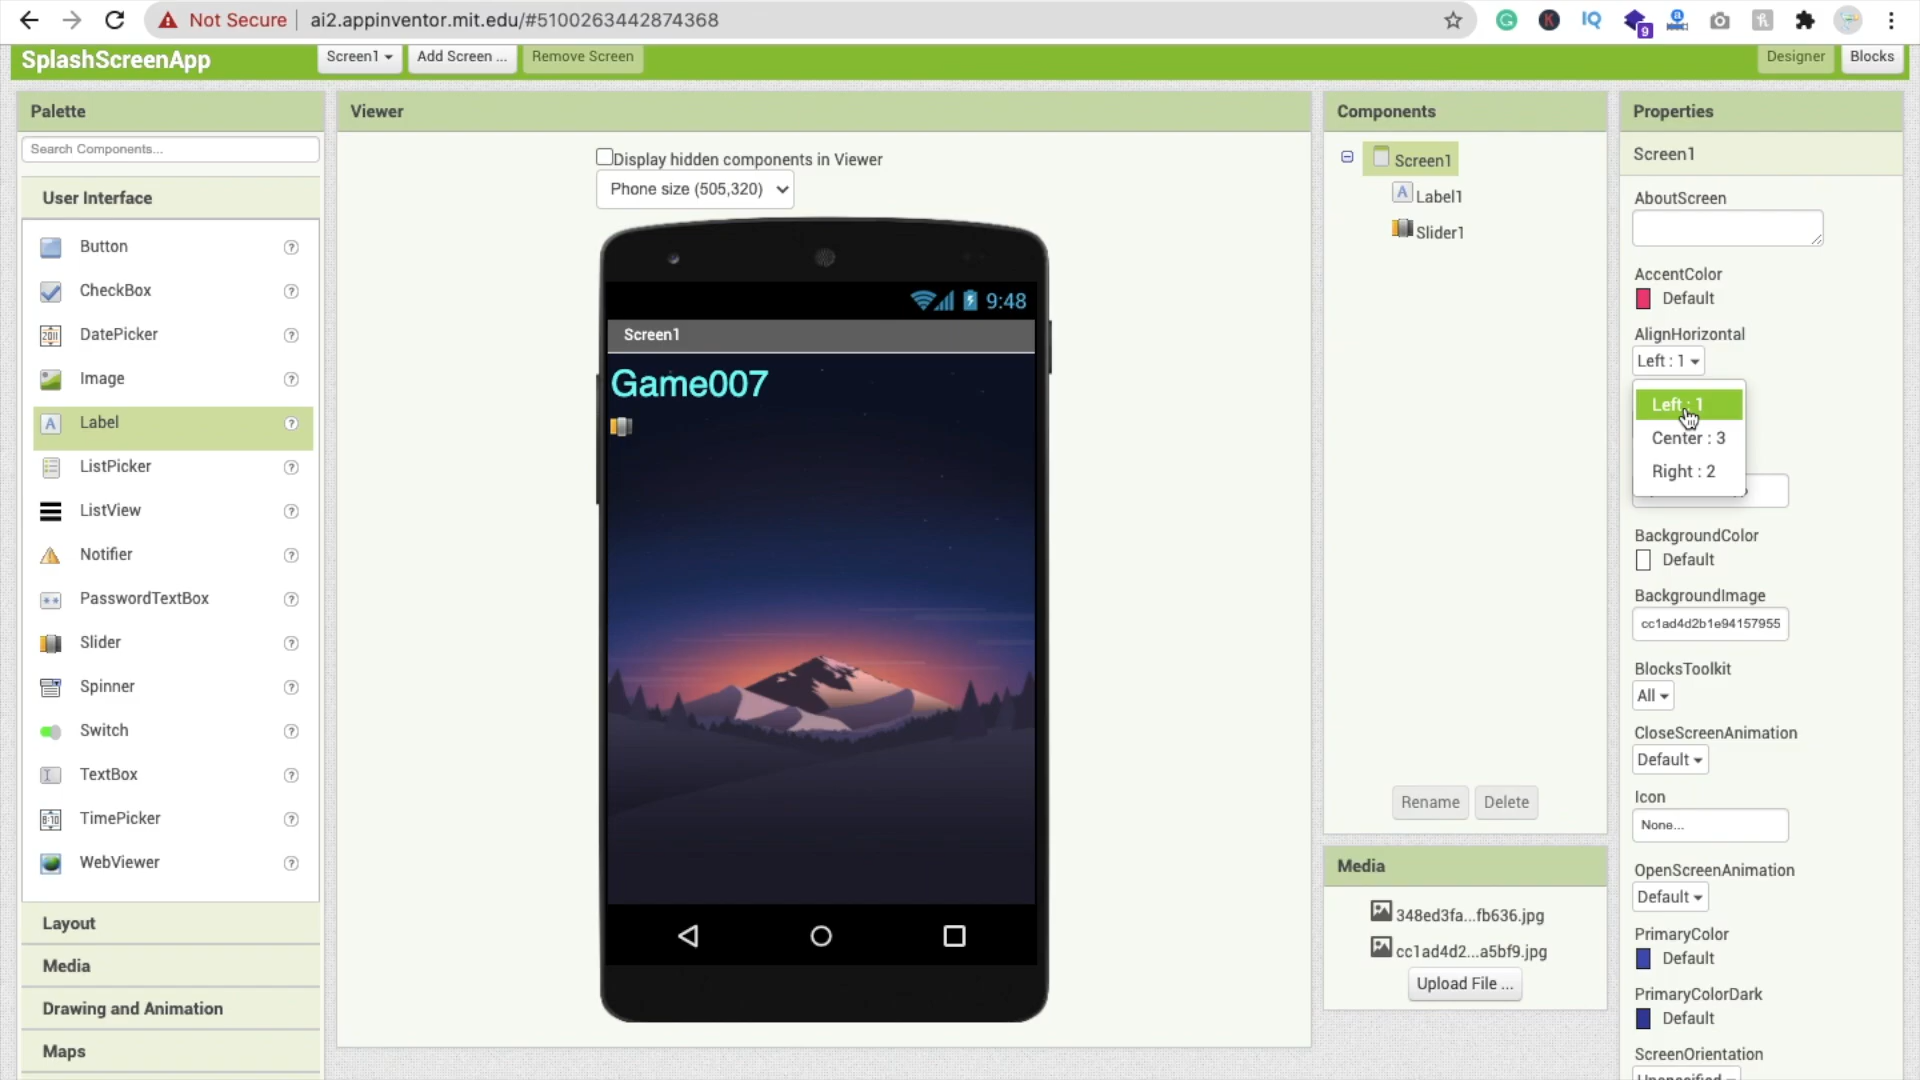 Not Secure
ai2.appinventor.mit.edu/#5100263442874368
SplashScreenApp
Screen1
Add Screen ...
Remove Screen
Designer
Blocks
Palette
Search Components...
User Interface
Button
CheckBox
DatePicker
Image
Label
ListPicker
ListView
Notifier
PasswordTextBox
Slider
Spinner
Switch
TextBox
TimePicker
WebViewer
Layout
Media
Drawing and Animation
Maps
Viewer
Display hidden components in Viewer
Phone size (505,320)
9:48
Screen1
Game007
Components
Screen1
Label1
Slider1
Rename
Delete
Media
348ed3fa...fb636.jpg
cc1ad4d2...a5bf9.jpg
Upload File ...
Properties
Screen1
AboutScreen
AccentColor
Default
AlignHorizontal
Left : 1
Left : 1
Center : 3
Right : 2
BackgroundColor
Default
BackgroundImage
cc1ad4d2b1e94157955
BlocksToolkit
All
CloseScreenAnimation
Default
Icon
None...
OpenScreenAnimation
Default
PrimaryColor
Default
PrimaryColorDark
Default
ScreenOrientation